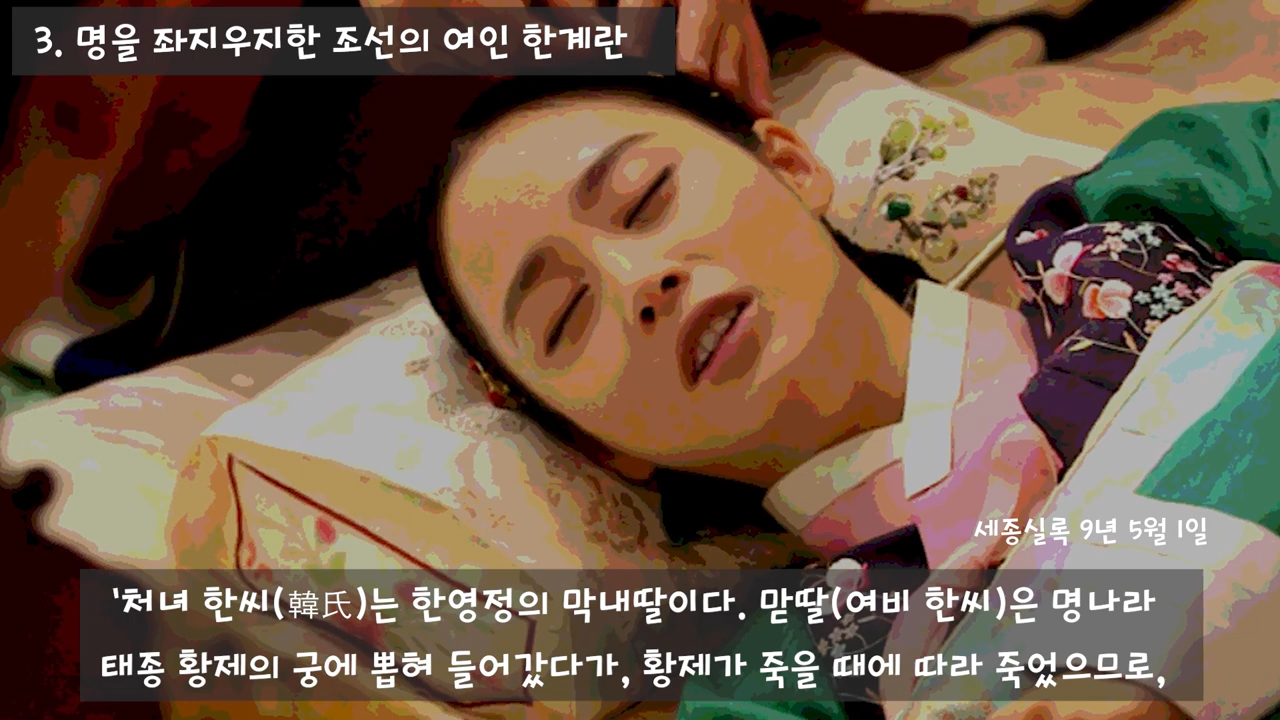 3. 명을 좌지우지한 조선의 여인 한계란
세종실록 9년 5월 1일
'처녀 한씨(韓氏)는 한영정의 막내딸이다. 맏딸(여비 한씨)은 명나라
태종 황제의 궁에 뽑혀 들어갔다가, 황제가 죽을 때에 따라 죽었으므로,